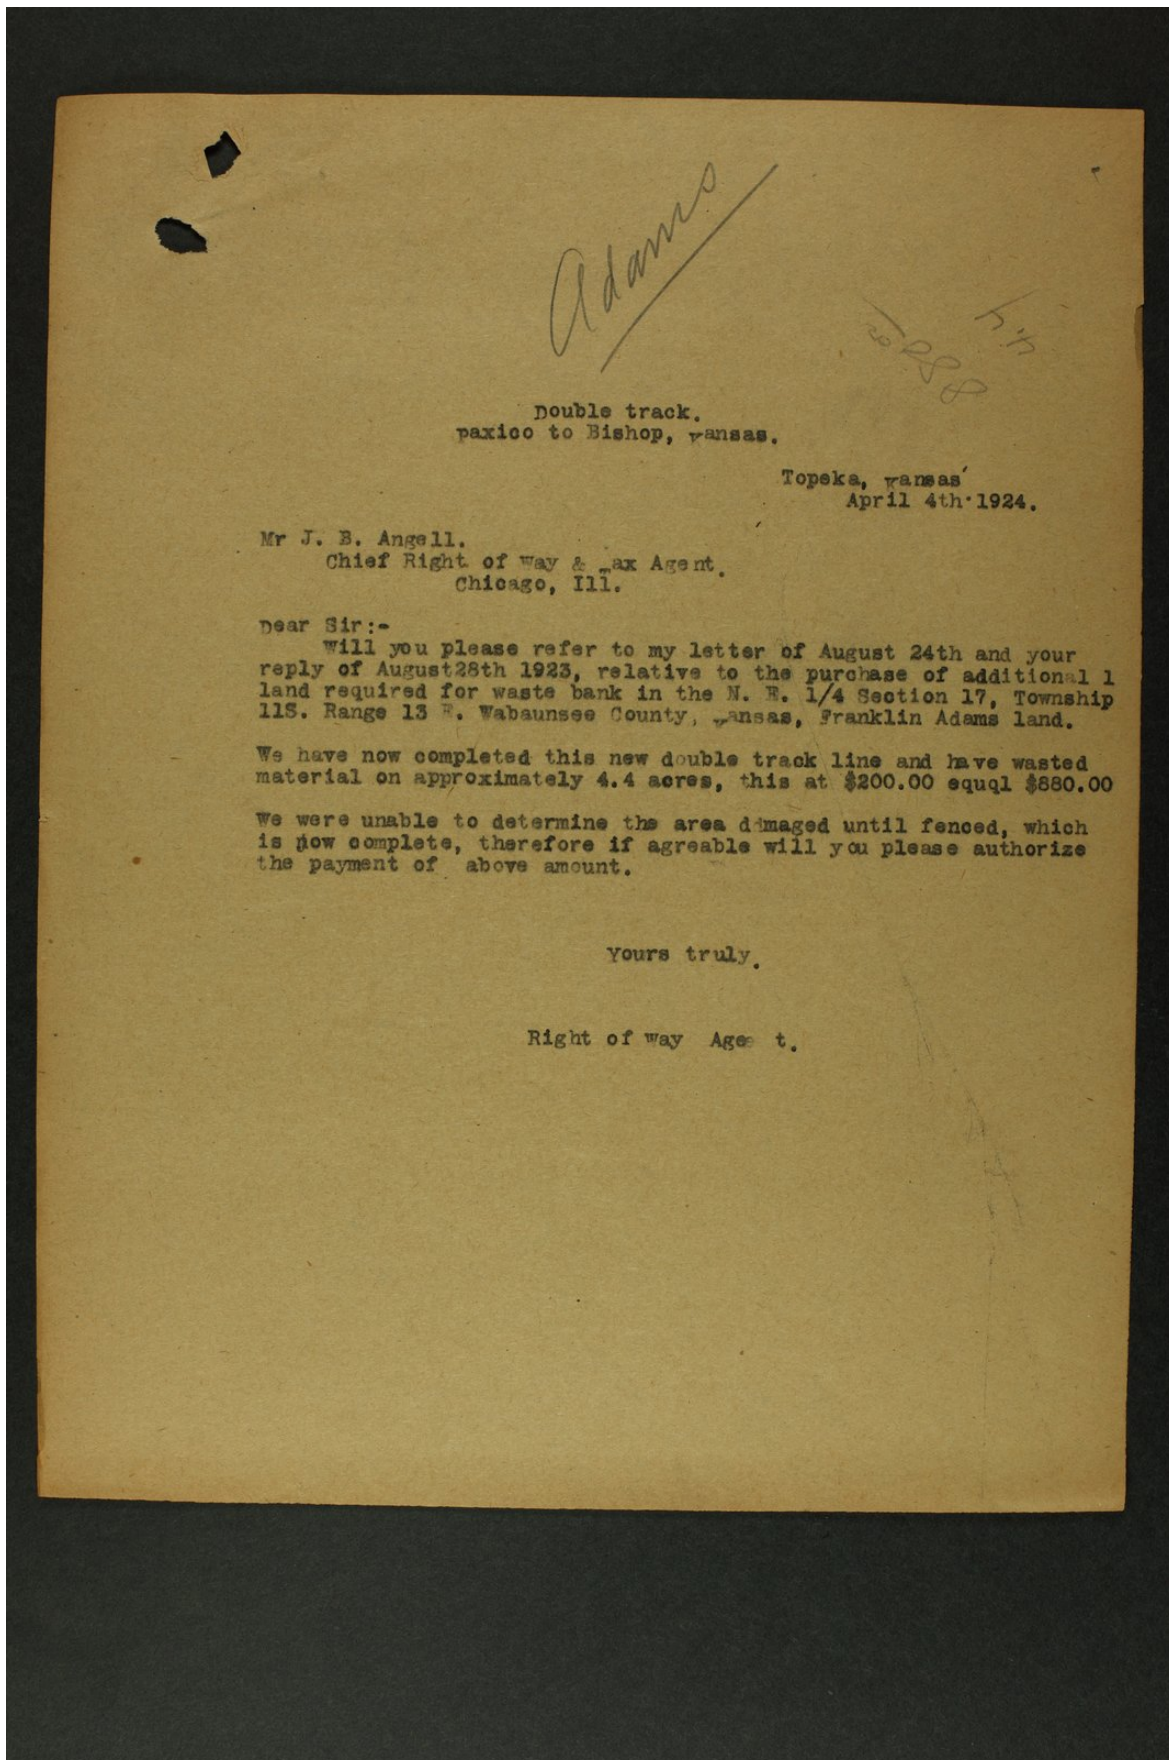 Adams
4.4
880
Double track.
Paxico to Bishop, Kansas.
Topeka, Kansas
April 4th 1924.
Mr J. B. Angell.
Chief Right of Way & Tax Agent.
Chicago, Ill.
Dear Sir:-
Will you please refer to my letter of August 24th and your
reply of August28th 1923, relative to the purchase of additional l
land required for waste bank in the N. E. 1/4 Section 17, Township
11S. Range 13 E. Wabaunsee County, Kansas, Franklin Adams land.
We have now completed this new double track line and have wasted
material on approximately 4.4 acres, this at $200.00 equql $880.00
We were unable to determine the area damaged until fenced, which
is now complete, therefore if agreable will you please authorize
the payment of above amount.
Yours truly.
Right of Way Age t.